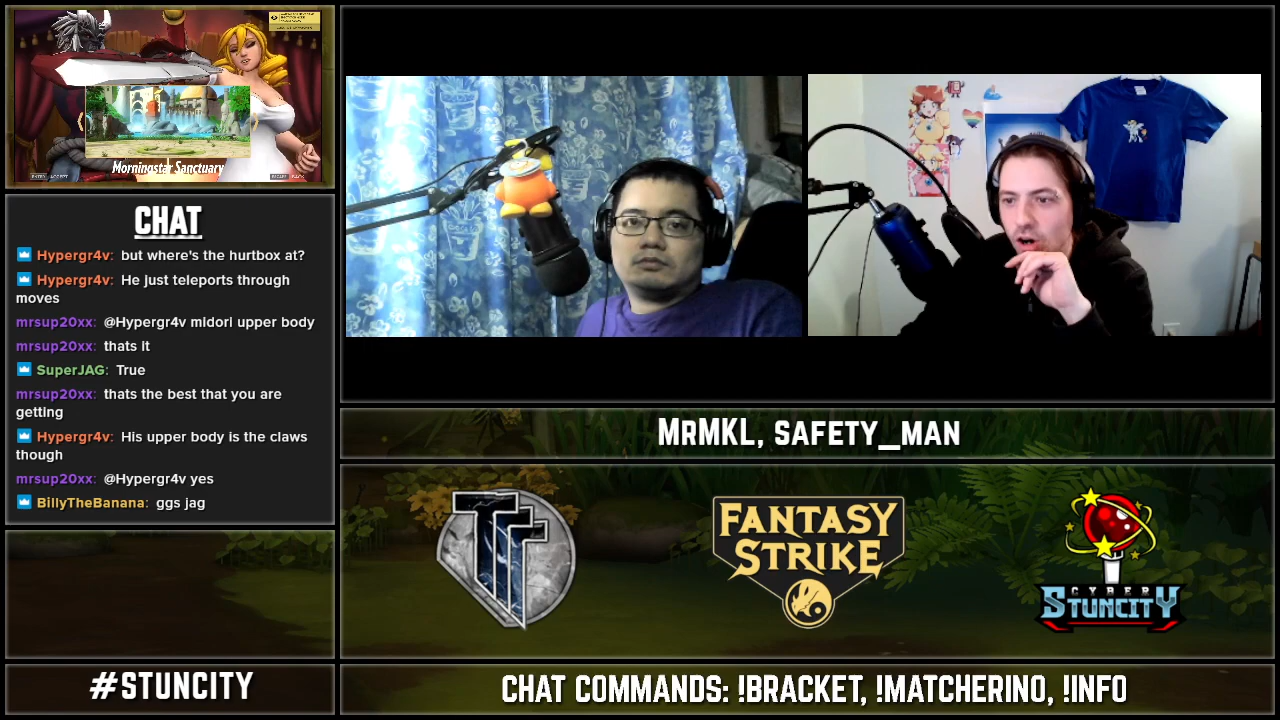 Morningstar Sanctuary
CHAT
Hypergr4v: but where's the hurtbox at?
Hypergr4v: He just teleports through
moves
mrsup20xx: @Hypergr4v midori upper body
mrsup20xx: thats it
SuperJAG: True
mrsup20xx: thats the best that you are
getting
Hypergr4v: His upper body is the claws
though
mrsup20xx: @Hypergr4v yes
BillyTheBanana: ggs jag
#STUNCITY
MrMKL, safety_man
FANTASY
STRIKE
CYBER
STUNCITY
CHAT COMMANDS: !BRACKET, !MATCHERINO, !INFO